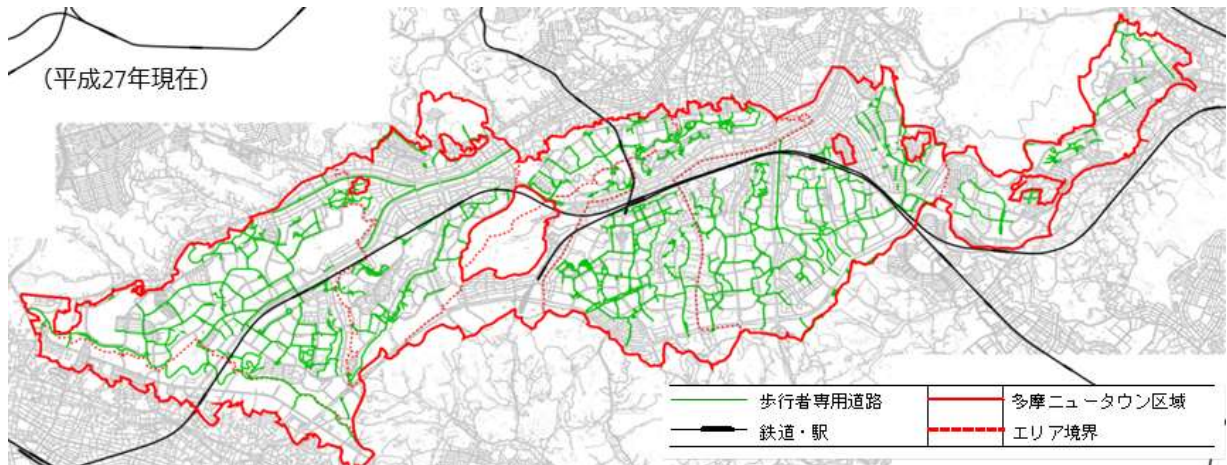 (平成27年現在)
歩行者専用道路
多摩ニュータウン区域
鉄道・駅
エリア境界